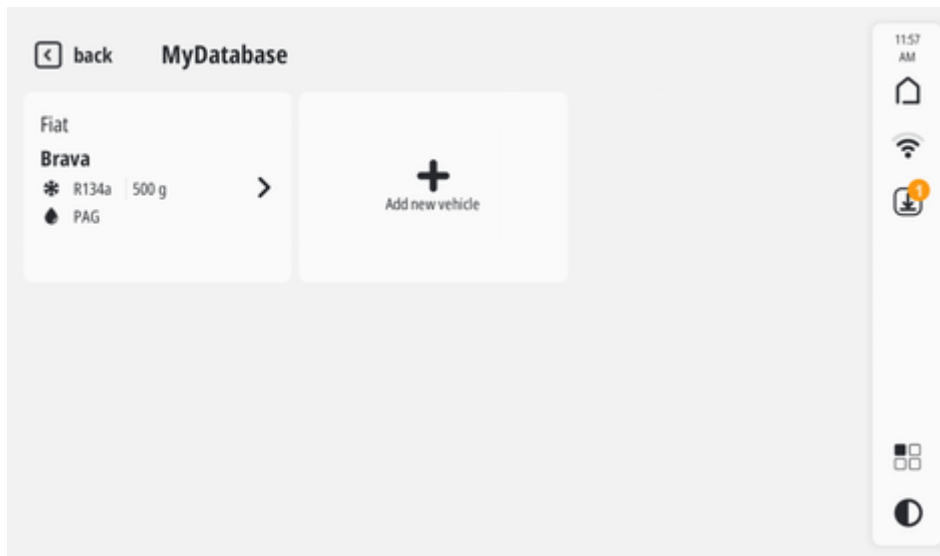 back
MyDatabase
11:57
AM
Fiat
Brava
R134a 500 g
PAG
Add new vehicle
1